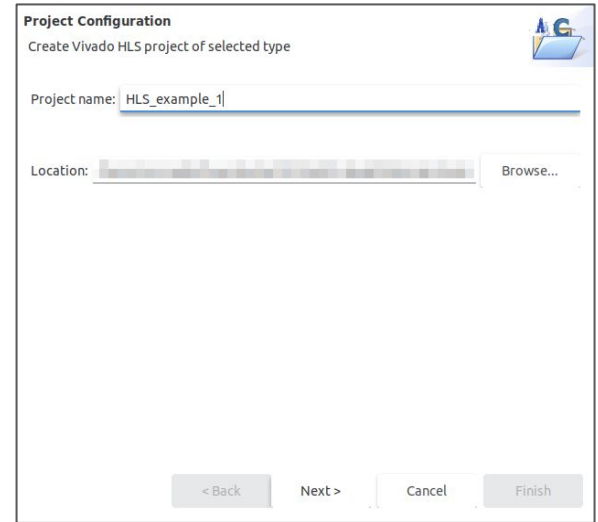 Project Configuration
Create Vivado HLS project of selected type
Project name: HLS_example_1
Location:
Browse...
< Back Next > Cancel Finish